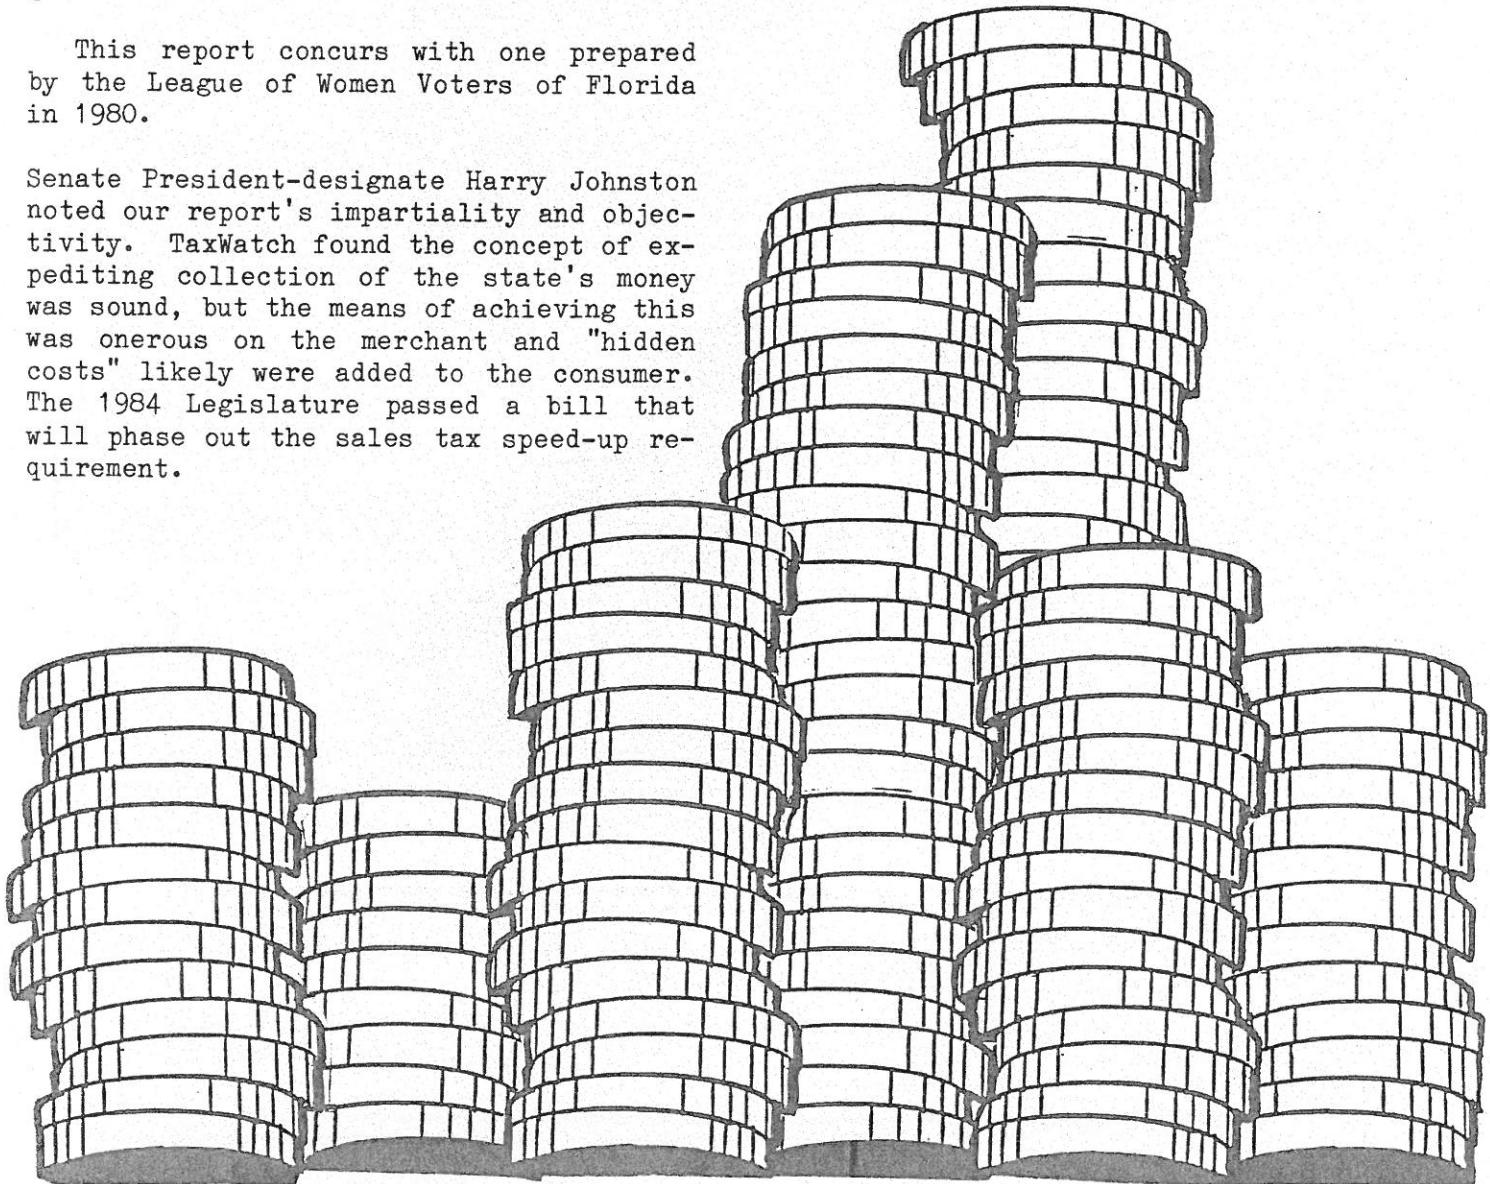 This report concurs with one prepared
by the League of Women Voters of Florida
in 1980.
Senate President-designate Harry Johnston
noted our report's impartiality and objec-
tivity. TaxWatch found the concept of ex-
pediting collection of the state's money
was sound, but the means of achieving this
was onerous on the merchant and "hidden
costs" likely were added to the consumer.
The 1984 Legislature passed a bill that
will phase out the sales tax speed-up re-
quirement.